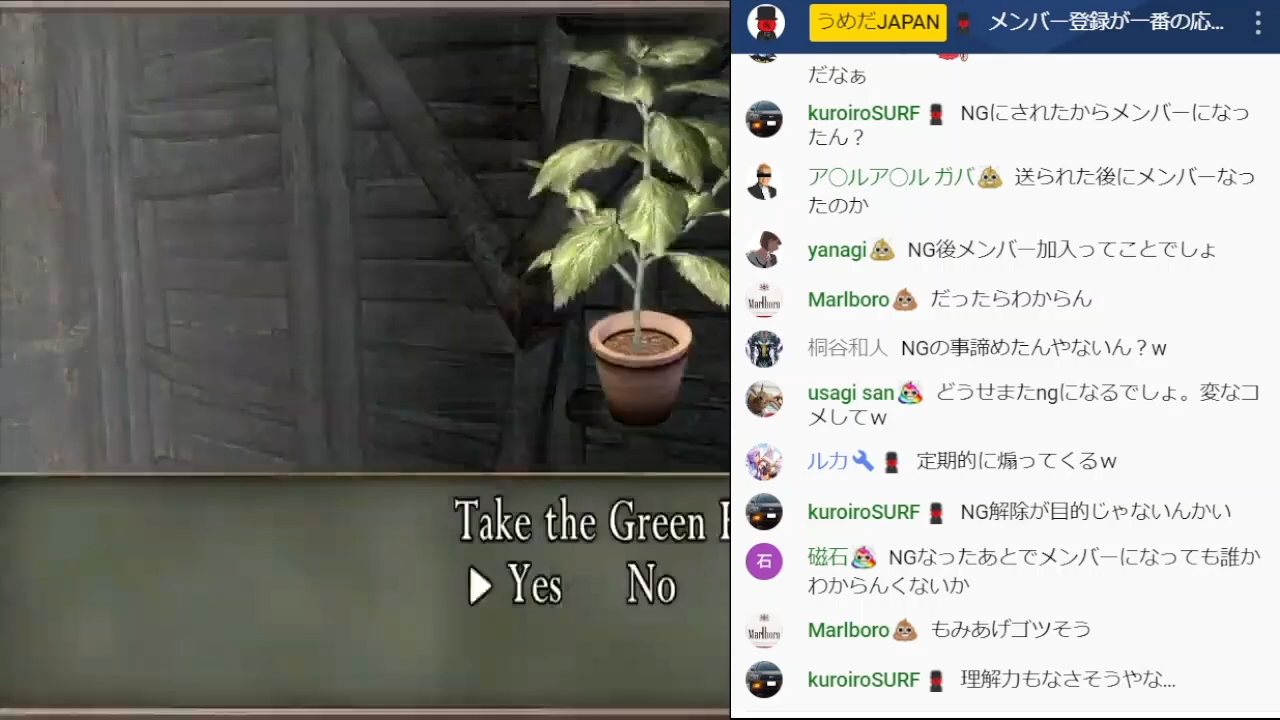 Take the Green
Yes No
うめだJAPAN メンバー登録が一番の応...
だなぁ
kuroiroSURF NGにされたからメンバーになっ
たん？
ア〇ルア〇ル ガバ 送られた後にメンバーなっ
たのか
yanagi NG後メンバー加入ってことでしょ
Marlboro だったらわからん
桐谷和人 NGの事諦めたんやないん？w
usagi san どうせまたngになるでしょ。変なコ
メしてw
ルカ 定期的に煽ってくるw
kuroiroSURF NG解除が目的じゃないんかい
石
磁石 NGなったあとでメンバーになっても誰か
わからんくないか
Marlboro
Marlboro もみあげゴツそう
kuroiroSURF 理解力もなさそうやな...